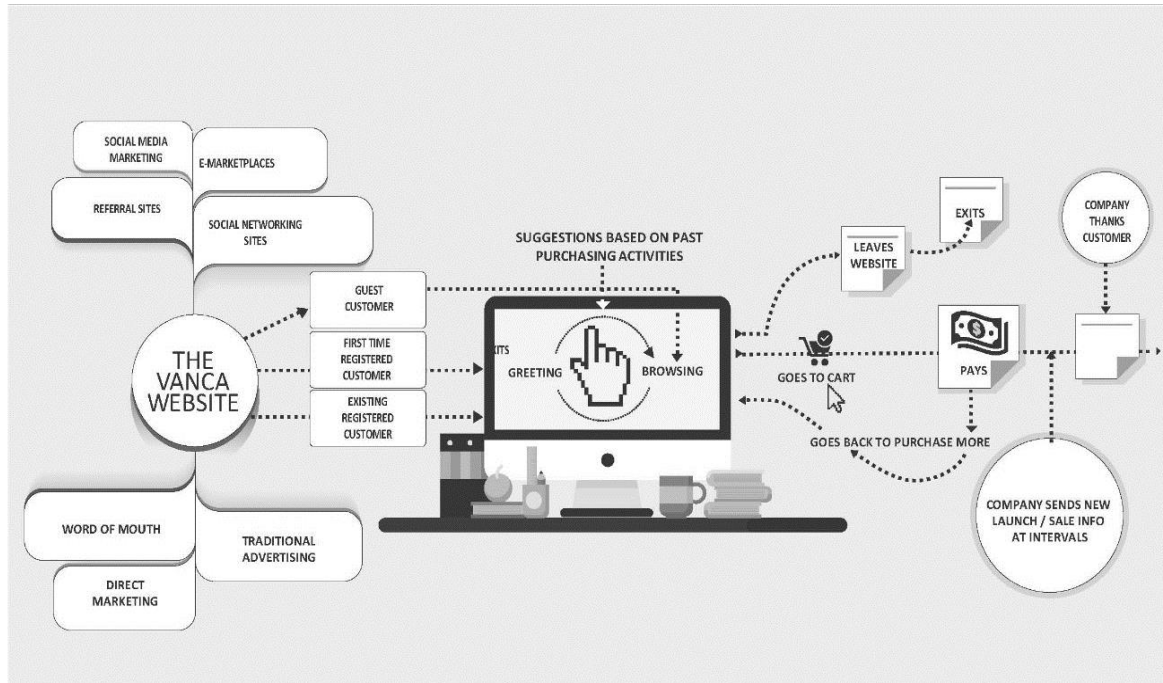 SOCIAL MEDIA
MARKETING
E-MARKETPLACES
REFERRAL SITES
SOCIAL NETWORKING
SITES
THE
VANCA
WEBSITE
GUEST
CUSTOMER
FIRST TIME
REGISTERED
CUSTOMER
EXISTING
REGISTERED
CUSTOMER
WORD OF MOUTH
TRADITIONAL
ADVERTISING
DIRECT
MARKETING
SUGGESTIONS BASED ON PAST
PURCHASING ACTIVITIES
GREETING
BROWSING
LEAVES
WEBSITE
EXITS
GOES TO CART
$
PAYS
GOES BACK TO PURCHASE MORE
COMPANY
THANKS
CUSTOMER
COMPANY SENDS NEW
LAUNCH / SALE INFO
AT INTERVALS